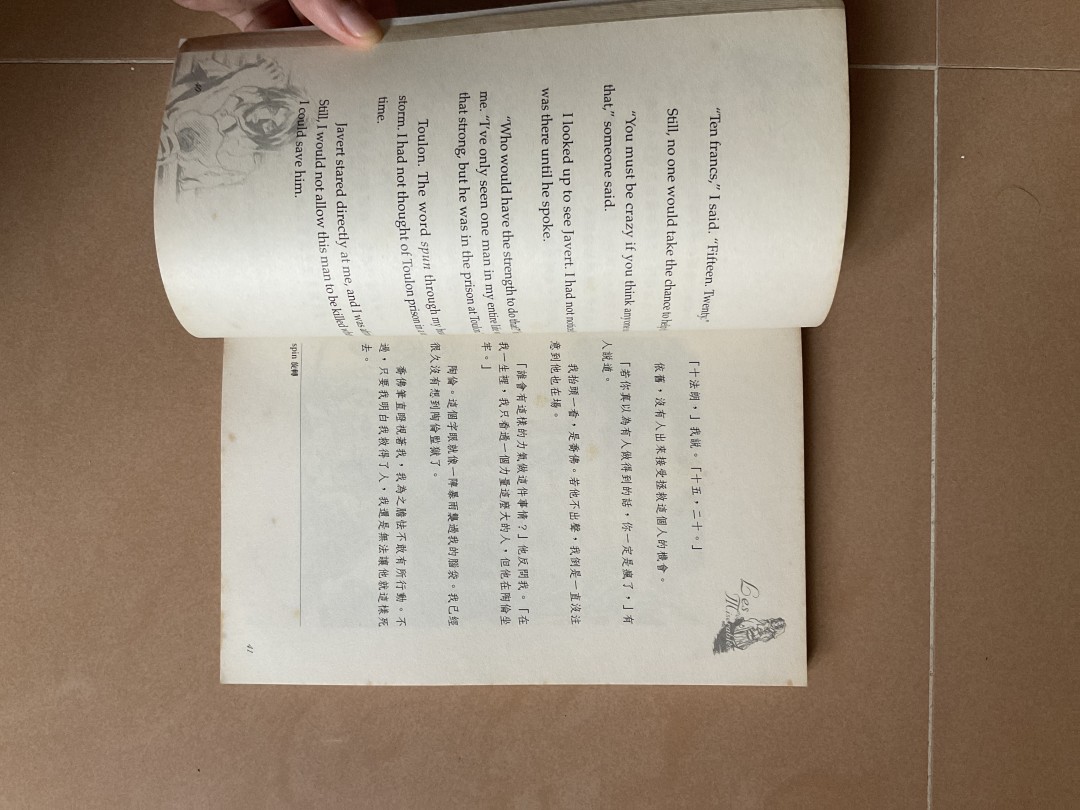 "Ten francs," I said. "Fifteen. Twenty."
Still, no one would take the chance to help
"You must be crazy if you think anyone
that," someone said.
I looked up to see Javert. I had not
was there until he spoke.
"Who would have the strength to do that"
me. "I've only seen one man in my entire
that strong, but he was in the prison at
Toulon. The word spun through my
storm. I had not thought of Toulon prison in
time.
Javert stared directly at me, and I was
Still, I would not allow this man to be killed
I could save him.
Les
「十法朗，」我說。「十五，二十。」
依舊，沒有人出來接受拯救這個人的機會。
「若你真以為有人做得到的話，你一定是瘋了，」有
人說道。
我抬頭一看，是喬佛。若他不出聲，我倒是一直沒注
意到他也在場。
「誰會有這樣的力氣做這件事情？」他反問我。「在
我一生裡，我只看過一個力量這麼大的人，但他在陶倫坐
牢。」
陶倫。這個字眼就像一陣暴雨襲過我的腦袋。我已經
很久沒有想到陶倫監獄了。
喬佛筆直瞪視著我，我為之膽怯不敢有所行動。不
過，只要我明白我救得了人，我還是無法讓他就這樣死
去。
spin 旋轉
41